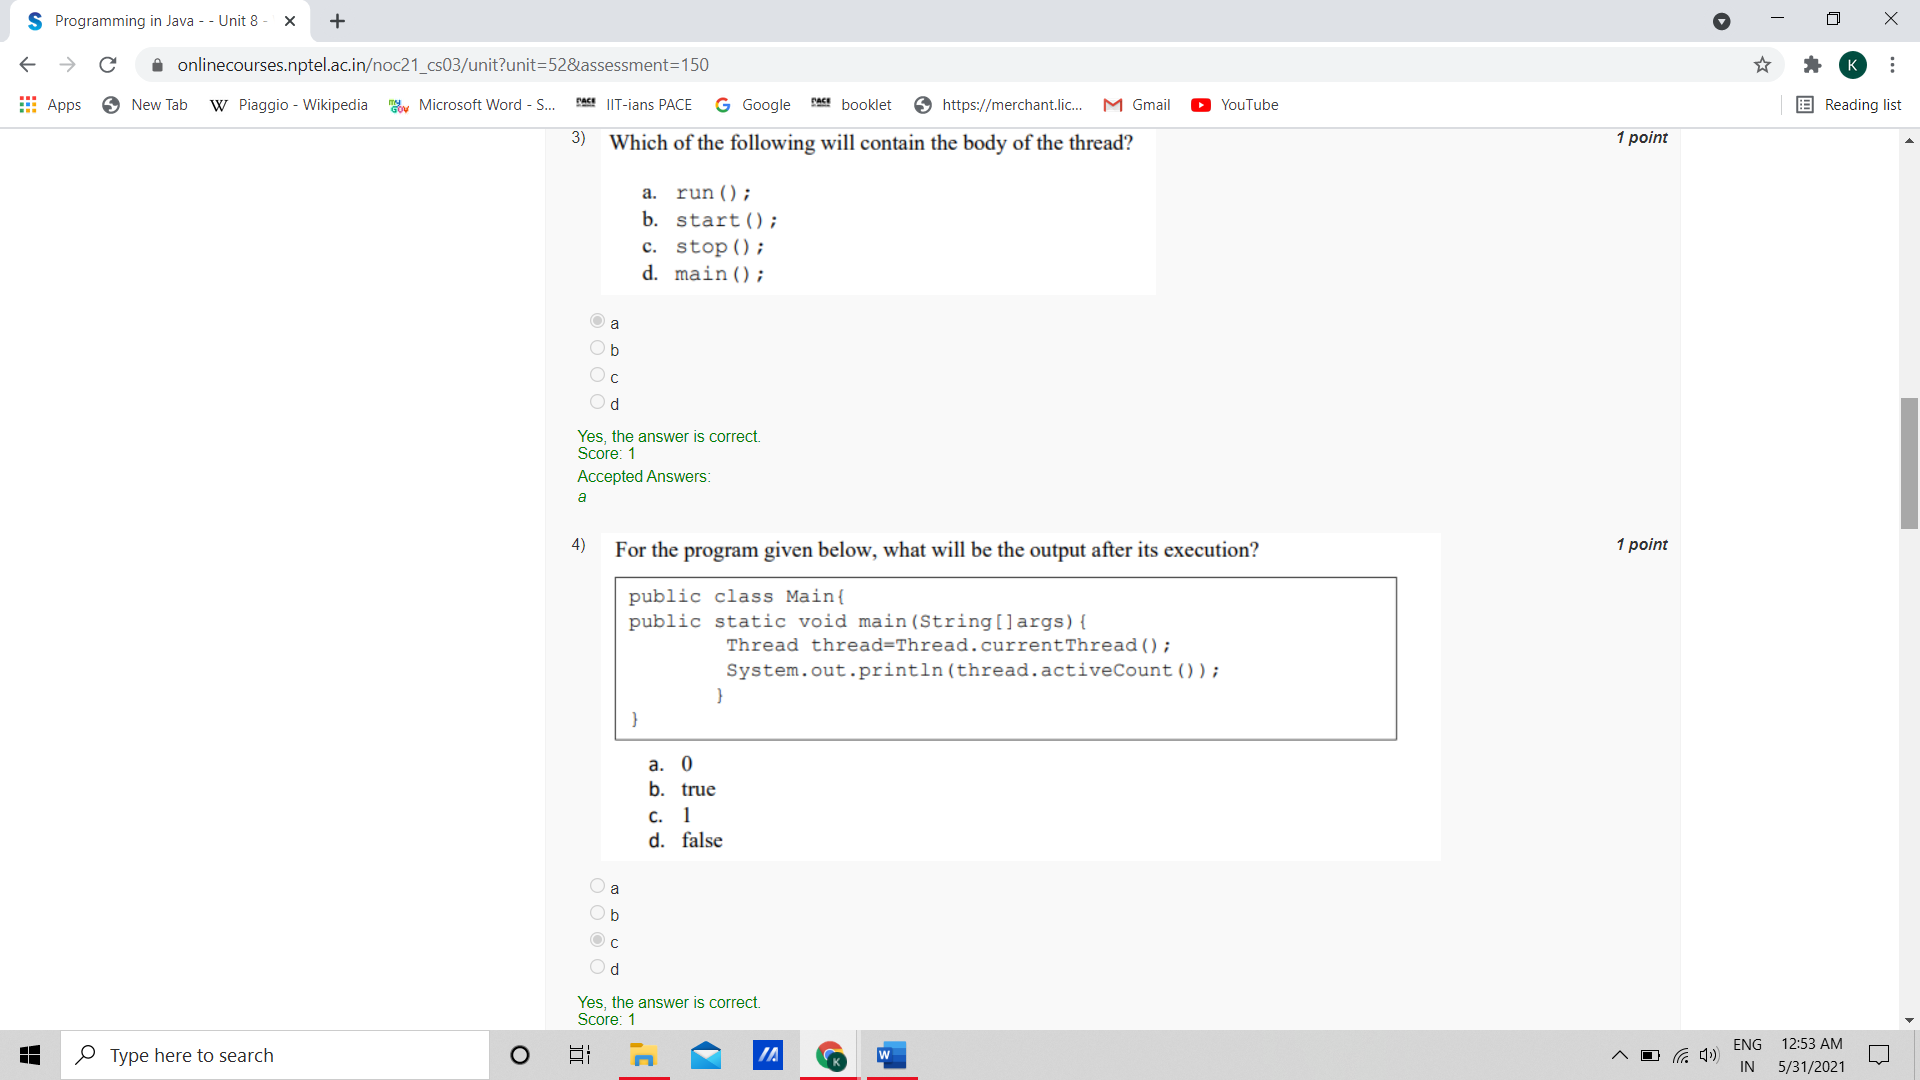 Programming in Java - - Unit 8 -
onlinecourses.nptel.ac.in/noc21_cs03/unit?unit=52&assessment=150
K
Apps New Tab Piaggio - Wikipedia Microsoft Word - S... IIT-ians PACE Google booklet https://merchant.lic... Gmail YouTube Reading list
3) Which of the following will contain the body of the thread? 1 point
a. run();
b. start();
c. stop();
d. main();
a
b
c
d
Yes, the answer is correct.
Score: 1
Accepted Answers:
a
4) For the program given below, what will be the output after its execution? 1 point
public class Main{
public static void main(String[]args){
Thread thread=Thread.currentThread();
System.out.println(thread.activeCount());
}
}
a. 0
b. true
c. 1
d. false
a
b
c
d
Yes, the answer is correct.
Score: 1
Type here to search
ENG 12:53 AM
IN 5/31/2021